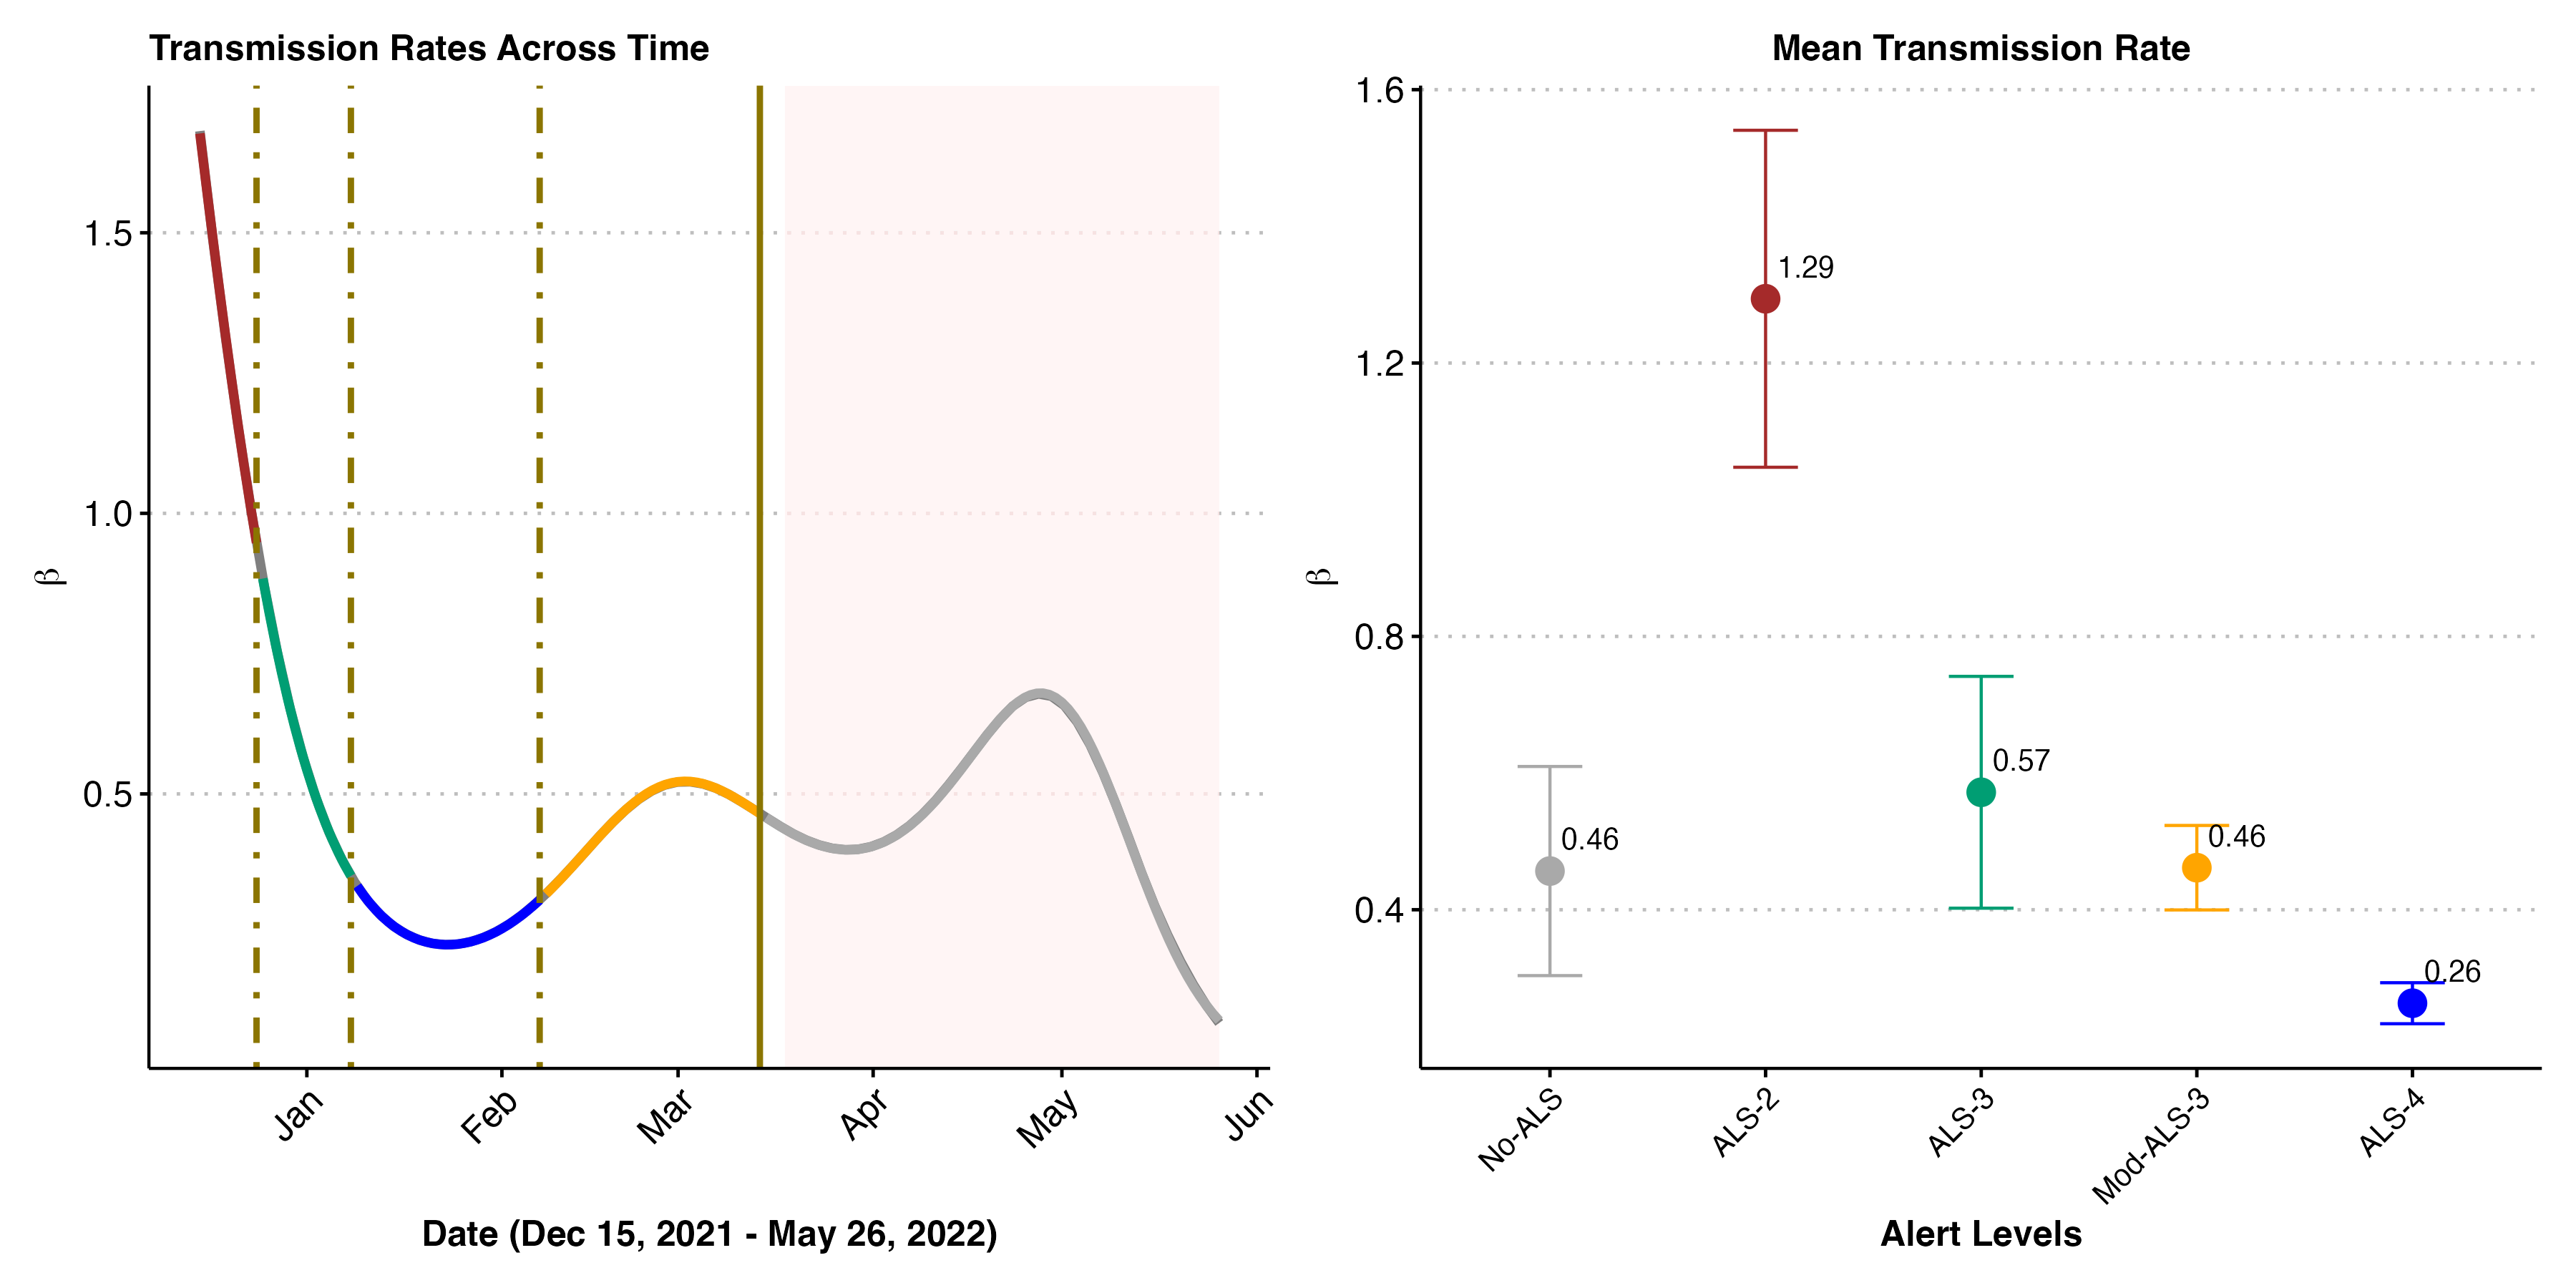 Transmission Rates Across Time
1.5
1.0
0.5
β
Jan
Feb
Mar
Apr
May
Jun
Date (Dec 15, 2021 - May 26, 2022)
Mean Transmission Rate
1.6
1.2
0.8
0.4
β
0.46
1.29
0.57
0.46
0.26
No-ALS
ALS-2
ALS-3
Mod-ALS-3
ALS-4
Alert Levels